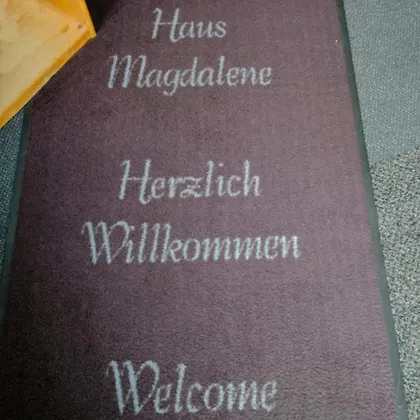 Haus
Magdalene
Herzlich
Willkommen
Welcome